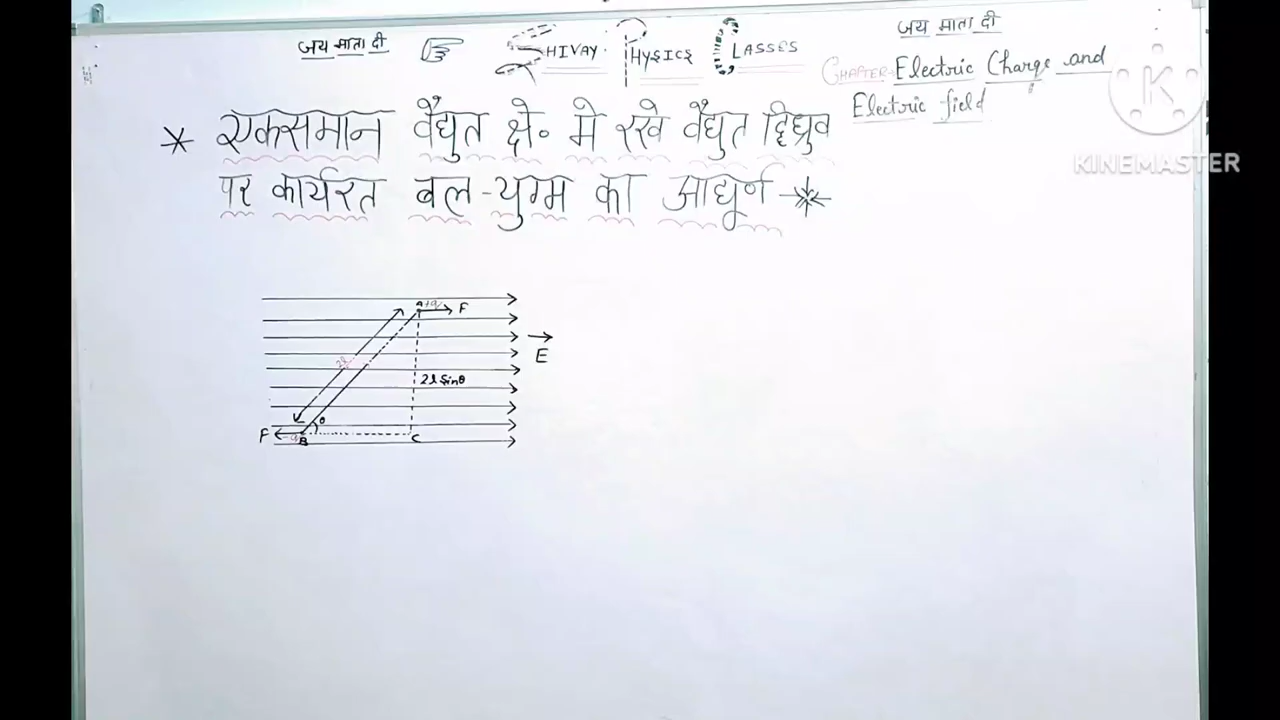 जय माता दी
SHIVAY PHYSICS CLASSES
जय माता दी
CHAPTER-Electric Charge and
Electric field
KINEMASTER
* एकसमान वैद्युत क्षे० मे रखे वैद्युत द्विध्रुव
पर कार्यरत बल-युग्म का आघूर्ण
A +q F
E
2l
2l Sinθ
θ
F -q B C